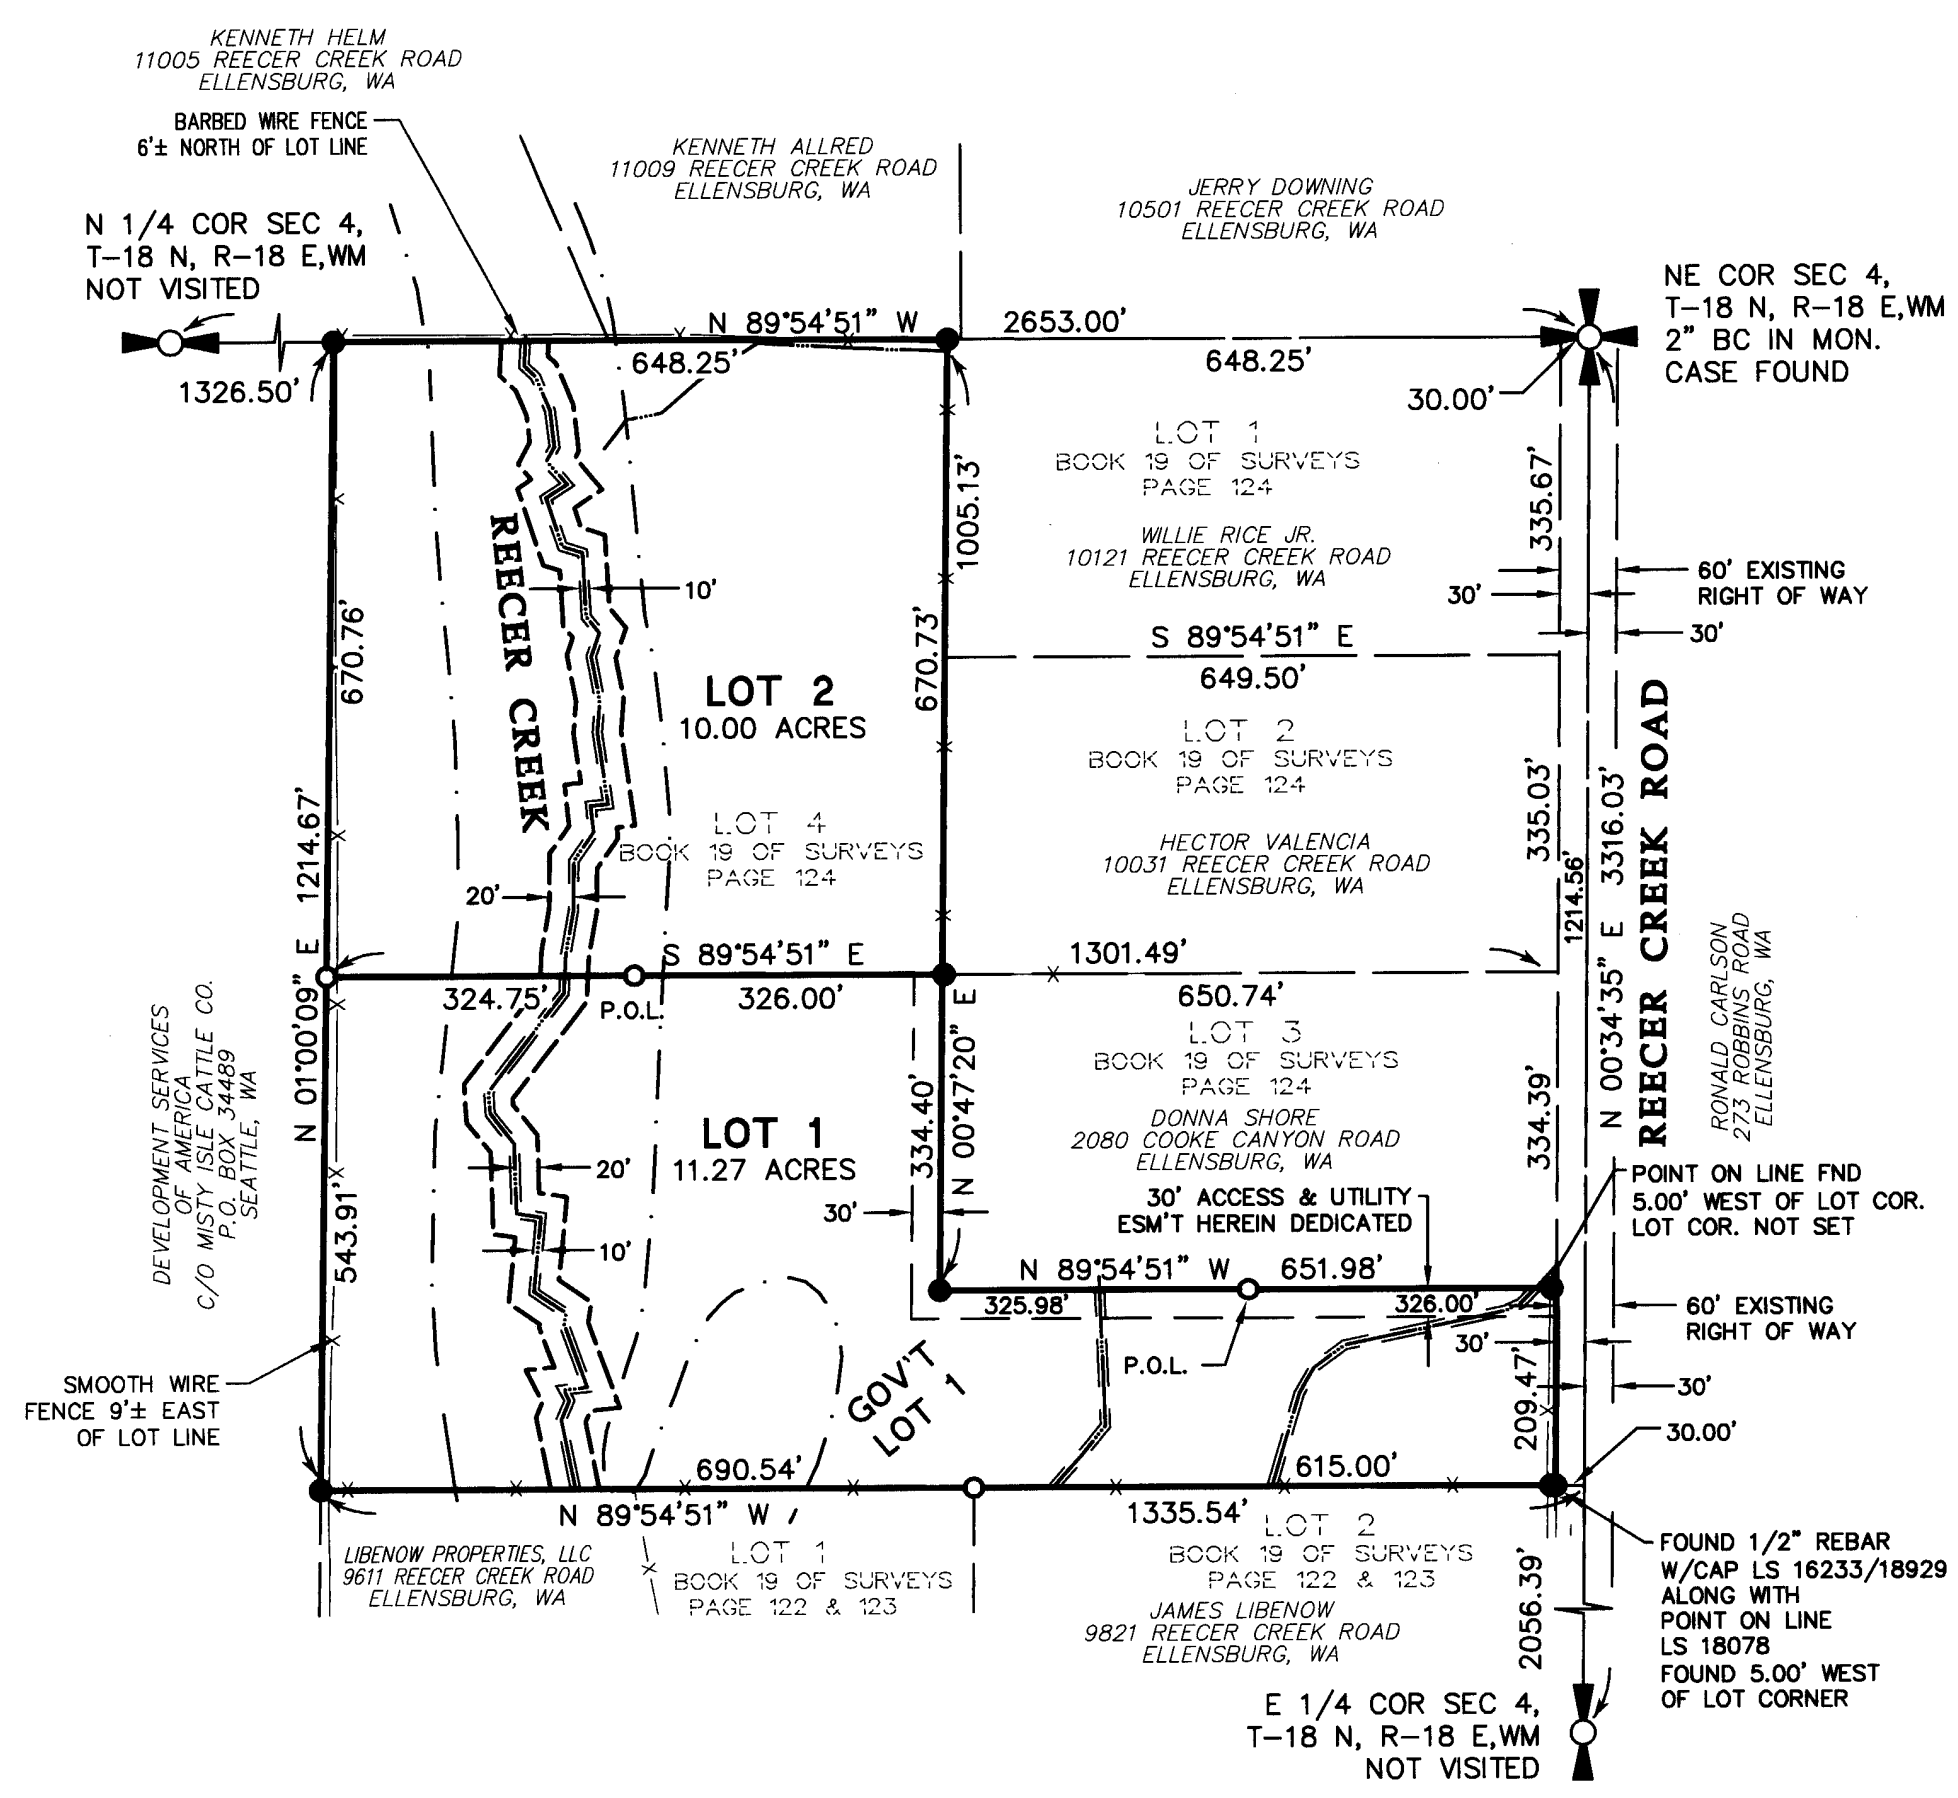 KENNETH HELM
11005 REECER CREEK ROAD
ELLENSBURG, WA
BARBED WIRE FENCE
6'± NORTH OF LOT LINE
KENNETH ALLRED
11009 REECER CREEK ROAD
ELLENSBURG, WA
JERRY DOWNING
10501 REECER CREEK ROAD
ELLENSBURG, WA
N 1/4 COR SEC 4,
T-18 N, R-18 E,WM
NOT VISITED
NE COR SEC 4,
T-18 N, R-18 E,WM
2" BC IN MON.
CASE FOUND
N 89°54'51" W
2653.00'
1326.50'
648.25'
648.25'
30.00'
LOT 1
BOOK 19 OF SURVEYS
PAGE 124
WILLIE RICE JR.
10121 REECER CREEK ROAD
ELLENSBURG, WA
1005.13'
335.67'
60' EXISTING
RIGHT OF WAY
30'
30'
REECER CREEK
10'
670.76'
670.73'
S 89°54'51" E
649.50'
LOT 2
10.00 ACRES
LOT 2
BOOK 19 OF SURVEYS
PAGE 124
HECTOR VALENCIA
10031 REECER CREEK ROAD
ELLENSBURG, WA
335.03'
1214.56'
N 00°34'35" E 3316.03'
REECER CREEK ROAD
LOT 4
BOOK 19 OF SURVEYS
PAGE 124
20'
N 01°00'09" E 1214.67'
S 89°54'51" E
1301.49'
324.75'
P.O.L.
326.00'
650.74'
RONALD CARLSON
273 ROBBINS ROAD
ELLENSBURG, WA
DEVELOPMENT SERVICES
OF AMERICA
C/O MISTY ISLE CATTLE CO.
P.O. BOX 34489
SEATTLE, WA
LOT 3
BOOK 19 OF SURVEYS
PAGE 124
DONNA SHORE
2080 COOKE CANYON ROAD
ELLENSBURG, WA
334.40'
N 00°47'20" E
334.39'
LOT 1
11.27 ACRES
20'
30'
10'
543.91'
30' ACCESS & UTILITY
ESM'T HEREIN DEDICATED
POINT ON LINE FND
5.00' WEST OF LOT COR.
LOT COR. NOT SET
N 89°54'51" W
651.98'
325.98'
326.00'
60' EXISTING
RIGHT OF WAY
30'
P.O.L.
30'
209.47'
GOV'T
LOT 1
SMOOTH WIRE
FENCE 9'± EAST
OF LOT LINE
30.00'
690.54'
615.00'
N 89°54'51" W
1335.54'
LIBENOW PROPERTIES, LLC
9611 REECER CREEK ROAD
ELLENSBURG, WA
LOT 1
BOOK 19 OF SURVEYS
PAGE 122 & 123
LOT 2
BOOK 19 OF SURVEYS
PAGE 122 & 123
JAMES LIBENOW
9821 REECER CREEK ROAD
ELLENSBURG, WA
2056.39'
FOUND 1/2" REBAR
W/CAP LS 16233/18929
ALONG WITH
POINT ON LINE
LS 18078
FOUND 5.00' WEST
OF LOT CORNER
E 1/4 COR SEC 4,
T-18 N, R-18 E,WM
NOT VISITED